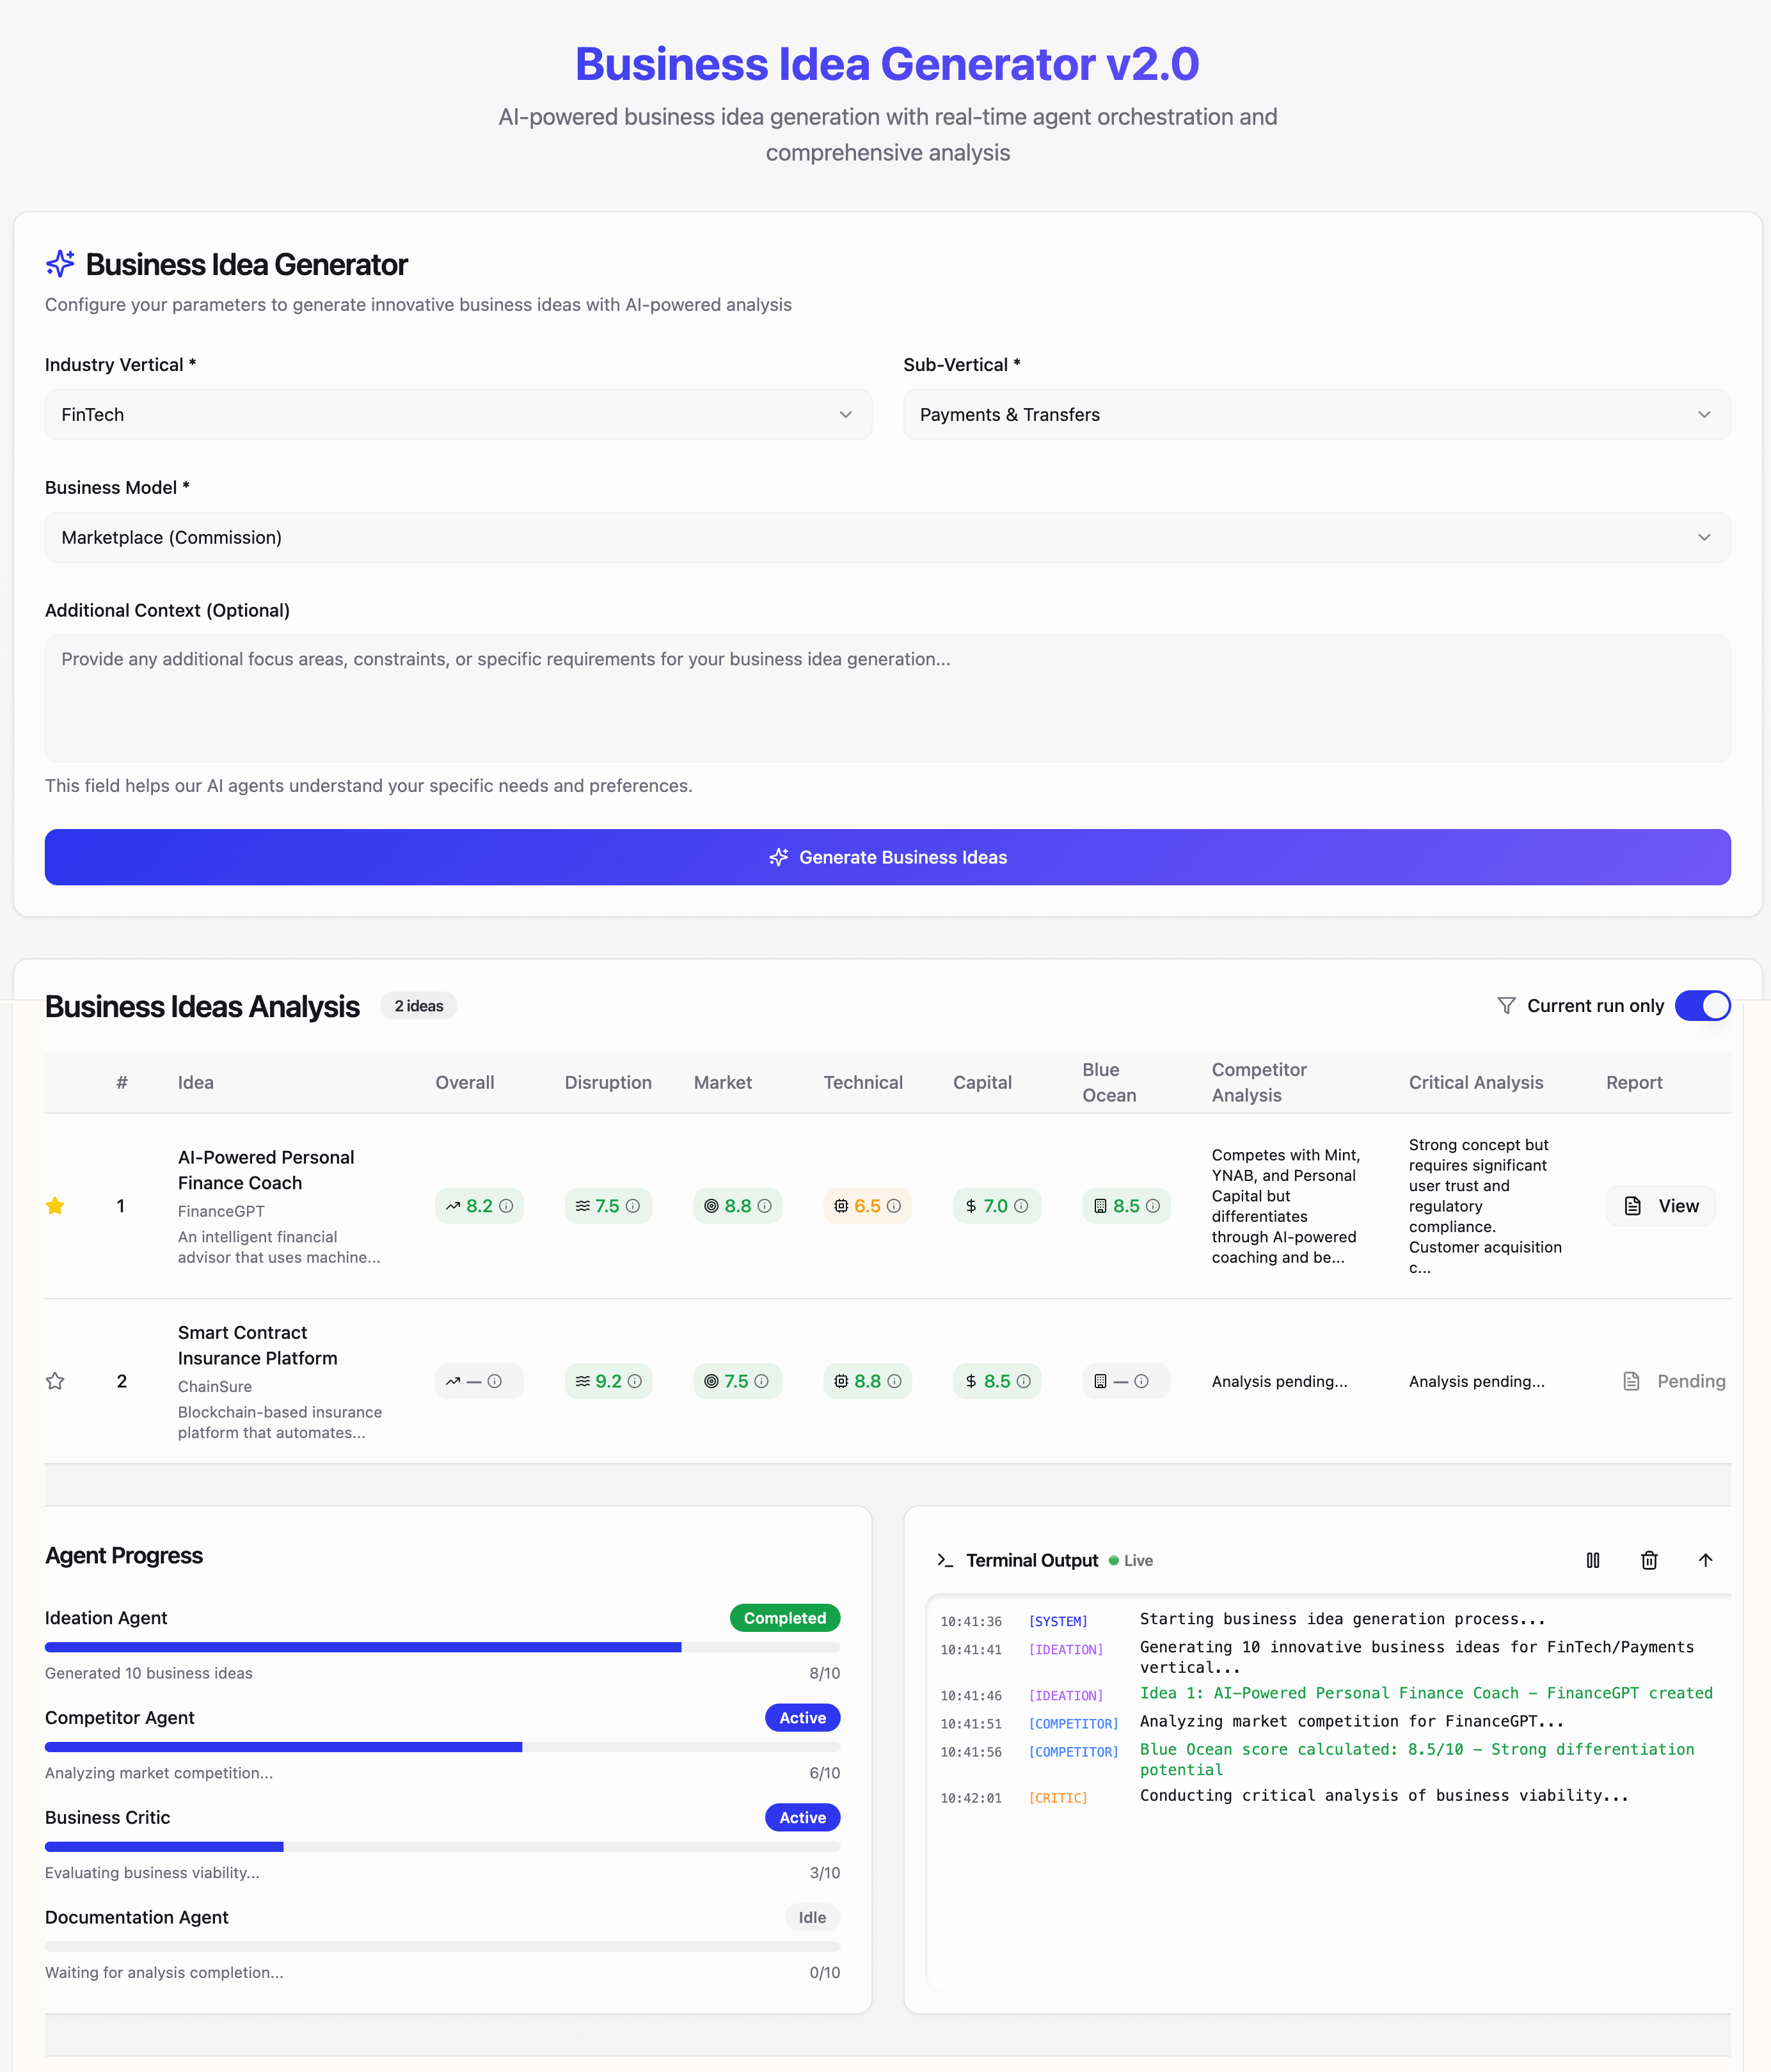 Business Idea Generator v2.0
AI-powered business idea generation with real-time agent orchestration and
comprehensive analysis
Business Idea Generator
Configure your parameters to generate innovative business ideas with AI-powered analysis
Industry Vertical *
FinTech
Sub-Vertical *
Payments & Transfers
Business Model *
Marketplace (Commission)
Additional Context (Optional)
Provide any additional focus areas, constraints, or specific requirements for your business idea generation...
This field helps our AI agents understand your specific needs and preferences.
Generate Business Ideas
Business Ideas Analysis
2 ideas
Current run only
#
Idea
Overall
Disruption
Market
Technical
Capital
Blue
Ocean
Competitor
Analysis
Critical Analysis
Report
1
AI-Powered Personal
Finance Coach
FinanceGPT
An intelligent financial
advisor that uses machine...
8.2
7.5
8.8
6.5
$ 7.0
8.5
Competes with Mint,
YNAB, and Personal
Capital but
differentiates
through AI-powered
coaching and be...
Strong concept but
requires significant
user trust and
regulatory
compliance.
Customer acquisition
c...
View
2
Smart Contract
Insurance Platform
ChainSure
Blockchain-based insurance
platform that automates...
—
9.2
7.5
8.8
$ 8.5
—
Analysis pending...
Analysis pending...
Pending
Agent Progress
Ideation Agent
Completed
Generated 10 business ideas
8/10
Competitor Agent
Active
Analyzing market competition...
6/10
Business Critic
Active
Evaluating business viability...
3/10
Documentation Agent
Idle
Waiting for analysis completion...
0/10
Terminal Output
Live
10:41:36 [SYSTEM] Starting business idea generation process...
10:41:41 [IDEATION] Generating 10 innovative business ideas for FinTech/Payments
vertical...
10:41:46 [IDEATION] Idea 1: AI-Powered Personal Finance Coach - FinanceGPT created
10:41:51 [COMPETITOR] Analyzing market competition for FinanceGPT...
10:41:56 [COMPETITOR] Blue Ocean score calculated: 8.5/10 - Strong differentiation
potential
10:42:01 [CRITIC] Conducting critical analysis of business viability...